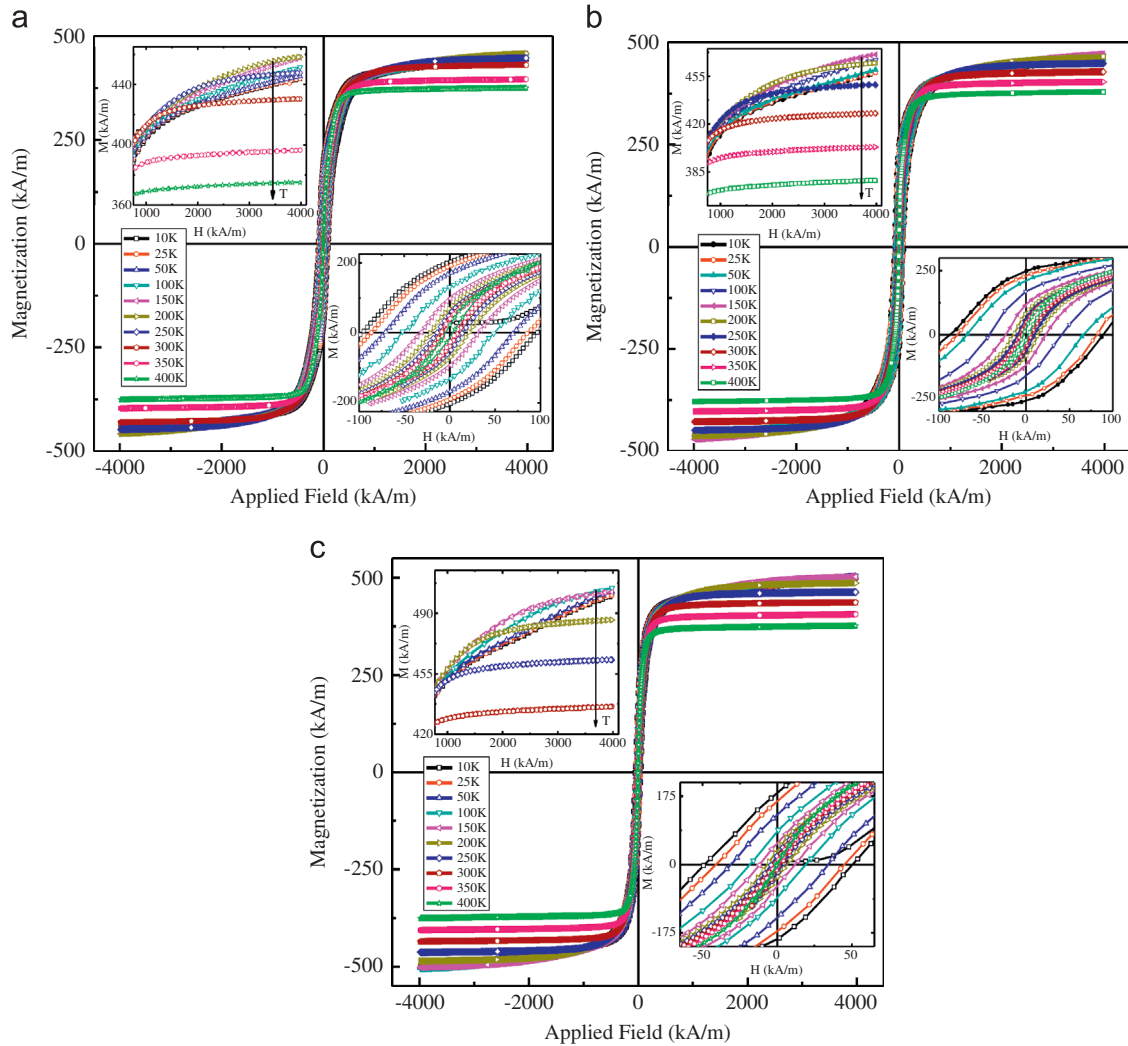 a
500
250
0
-250
-500
Magnetization (kA/m)
-4000 -2000 0 2000 4000
Applied Field (kA/m)
440
400
360
M (kA/m)
1000 2000 3000 4000
H (kA/m)
T
10K
25K
50K
100K
150K
200K
250K
300K
350K
400K
200
0
-200
M (kA/m)
-100 -50 0 50 100
H (kA/m)
b
500
250
0
-250
-500
Magnetization (kA/m)
-4000 -2000 0 2000 4000
Applied Field (kA/m)
455
420
385
M (kA/m)
1000 2000 3000 4000
H (kA/m)
T
10K
25K
50K
100K
150K
200K
250K
300K
350K
400K
250
0
-250
M (kA/m)
-100 -50 0 50 100
H (kA/m)
c
500
250
0
-250
-500
Magnetization (kA/m)
-4000 -2000 0 2000 4000
Applied Field (kA/m)
490
455
420
M (kA/m)
1000 2000 3000 4000
H (kA/m)
T
10K
25K
50K
100K
150K
200K
250K
300K
350K
400K
175
0
-175
M (kA/m)
-50 0 50
H (kA/m)